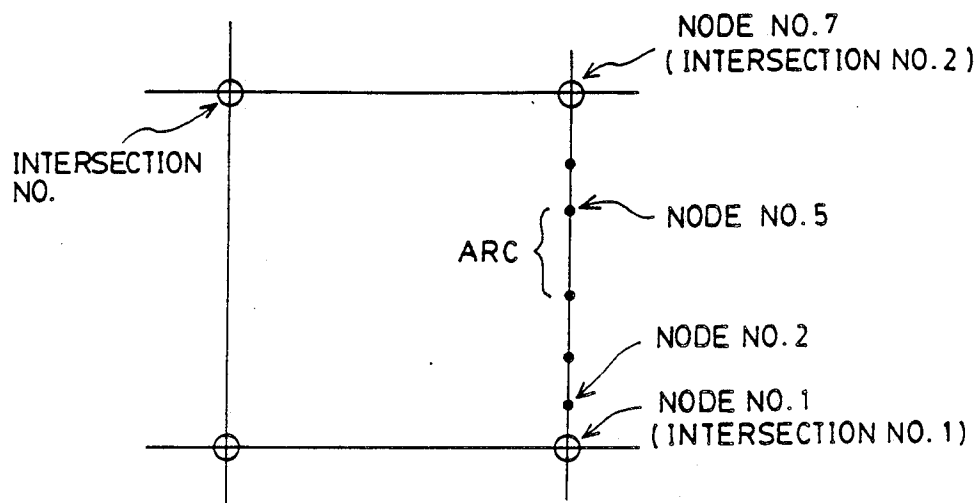 NODE NO.7
(INTERSECTION NO.2)
INTERSECTION
NO.
NODE NO.5
ARC
NODE NO.2
NODE NO.1
(INTERSECTION NO.1)